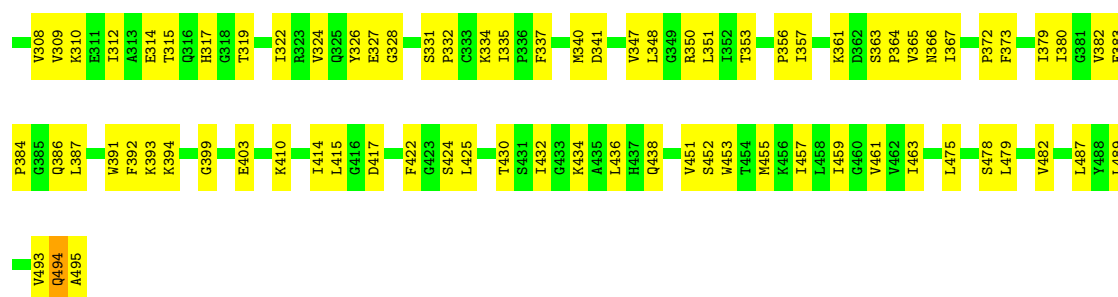 V308 V309 K310 E311 I312 A313 E314 T315 Q316 H317 G318 T319 I322 R323 V324 Q325 Y326 E327 G328 S331 P332 C333 K334 I335 P336 F337 M340 D341 V347 L348 G349 R350 L351 I352 T353 P356 I357 K361 D362 S363 P364 V365 N366 I367 P372 F373 I379 I380 G381 V382 E383
P384 G385 Q386 L387 W391 F392 K393 K394 G399 E403 K410 I414 L415 G416 D417 F422 G423 S424 L425 T430 S431 I432 G433 K434 A435 L436 H437 Q438 V451 S452 W453 T454 M455 K456 I457 L458 I459 G460 V461 V462 I463 L475 S478 L479 V482 L487 Y488 L489
V493 Q494 A495